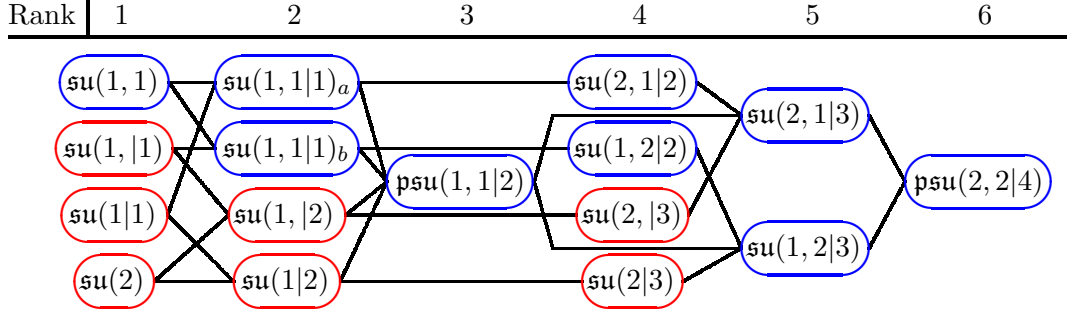 Rank 1 2 3 4 5 6
𝔰𝔲(1, 1) 𝔰𝔲(1, 1|1)ₐ 𝔰𝔲(2, 1|2)
𝔰𝔲(2, 1|3)
𝔰𝔲(1, |1) 𝔰𝔲(1, 1|1)_b 𝔰𝔲(1, 2|2)
𝔭𝔰𝔲(1, 1|2) 𝔭𝔰𝔲(2, 2|4)
𝔰𝔲(1|1) 𝔰𝔲(1, |2) 𝔰𝔲(2, |3)
𝔰𝔲(1, 2|3)
𝔰𝔲(2) 𝔰𝔲(1|2) 𝔰𝔲(2|3)